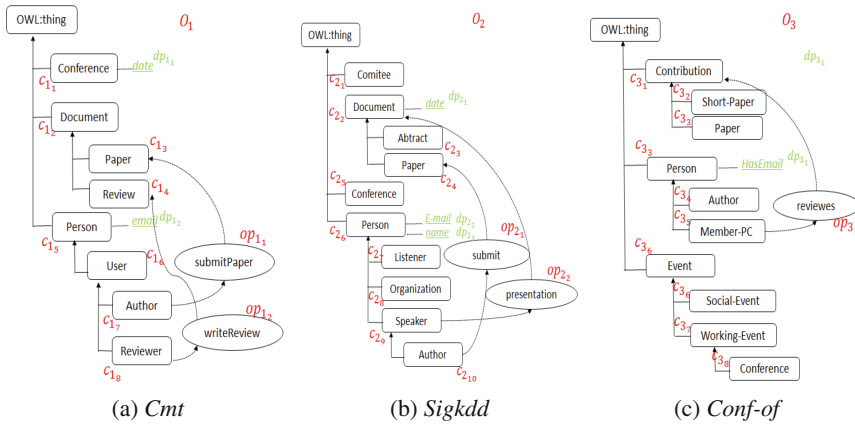 O₁
OWL:thing
Conference
date dp₁₁
c₁₁
Document
c₁₂
c₁₃
Paper
Review
c₁₄
Person
email dp₁₂
c₁₅
c₁₆
op₁₁
User
submitPaper
Author
c₁₇
op₁₂
writeReview
Reviewer
c₁₈
(a) Cmt
O₂
OWL:thing
Comitee
c₂₁
Document
date dp₂₁
c₂₂
Abtract
c₂₃
Paper
c₂₄
c₂₅
Conference
Person
E-mail dp₂₂
name
c₂₆
op₂₁
c₂₇
Listener
submit
op₂₂
Organization
c₂₈
presentation
Speaker
c₂₉
Author
c₂₁₀
(b) Sigkdd
O₃
OWL:thing
dp₃₁
Contribution
c₃₁
c₃₂
Short-Paper
c₃₃
Paper
c₃₃
Person
HasEmail dp₃₁
c₃₄
Author
reviewes
c₃₅
Member-PC
op₃
c₃₆
Event
c₃₆
Social-Event
c₃₇
Working-Event
c₃₈
Conference
(c) Conf-of